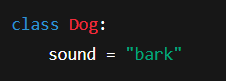 class Dog:
    sound = "bark"